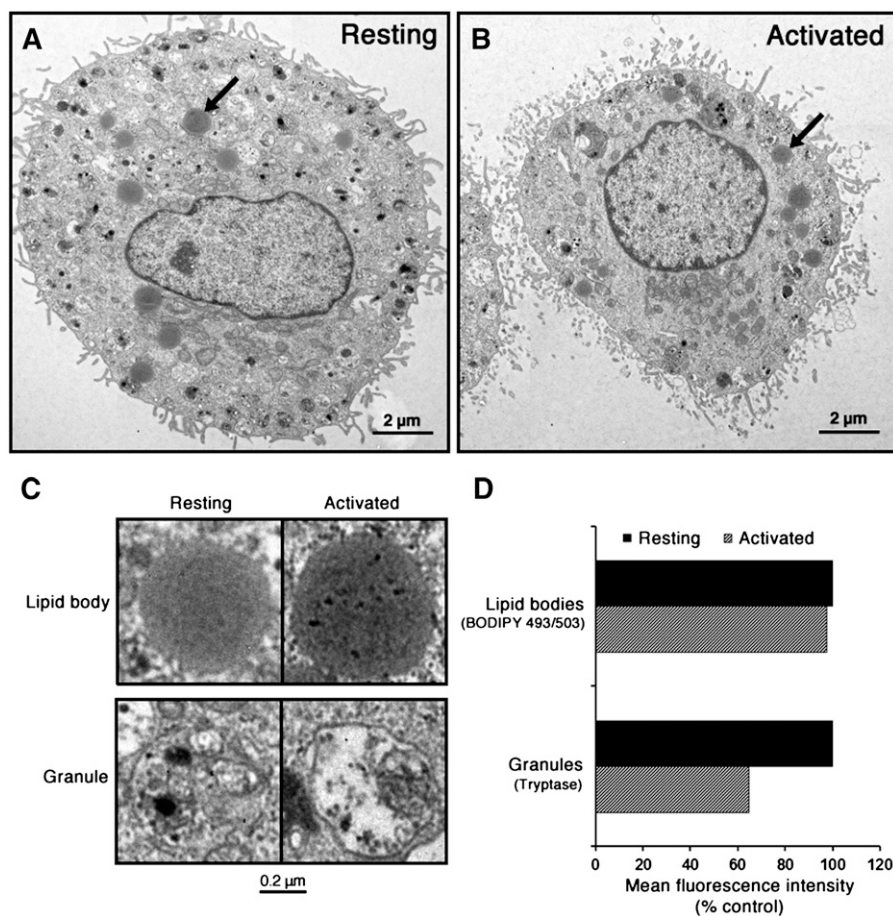 A
Resting
2 µm
B
Activated
2 µm
C
Resting
Activated
Lipid body
Granule
0.2 µm
D
Resting
Activated
Lipid bodies
(BODIPY 493/503)
Granules
(Tryptase)
0 20 40 60 80 100 120
Mean fluorescence intensity
(% control)